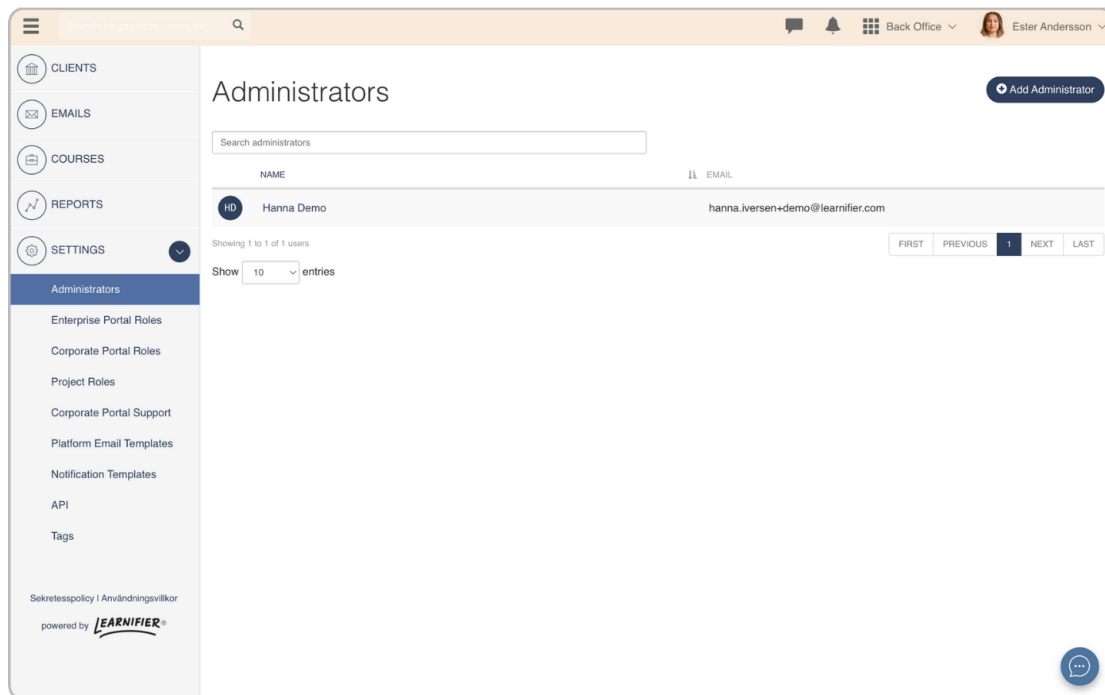 Back Office
Ester Andersson
CLIENTS
EMAILS
COURSES
REPORTS
SETTINGS
Administrators
Enterprise Portal Roles
Corporate Portal Roles
Project Roles
Corporate Portal Support
Platform Email Templates
Notification Templates
API
Tags
Sekretesspolicy | Användningsvillkor
powered by LEARNIFIER®
Administrators
Add Administrator
Search administrators
NAME EMAIL
HD Hanna Demo hanna.iversen+demo@learnifier.com
Showing 1 to 1 of 1 users
FIRST PREVIOUS 1 NEXT LAST
Show 10 entries